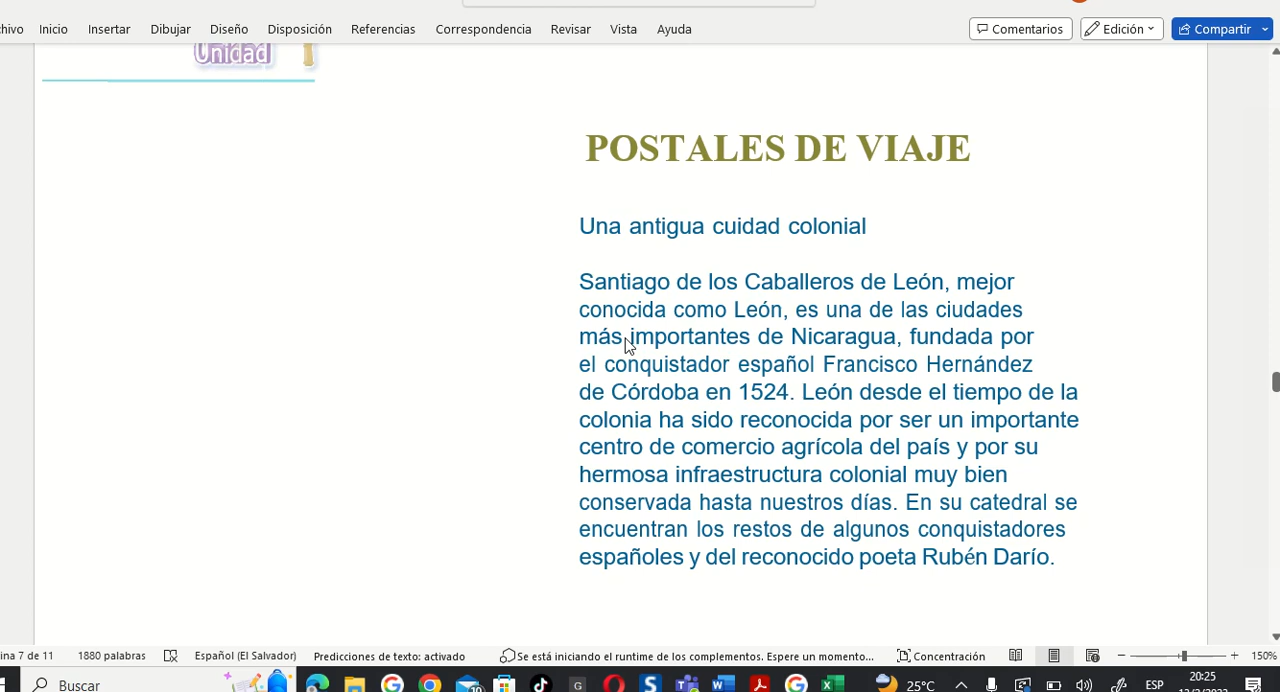 hivo Inicio Insertar Dibujar Diseño Disposición Referencias Correspondencia Revisar Vista Ayuda Comentarios Edición Compartir
Unidad
POSTALES DE VIAJE
Una antigua cuidad colonial
Santiago de los Caballeros de León, mejor
conocida como León, es una de las ciudades
más importantes de Nicaragua, fundada por
el conquistador español Francisco Hernández
de Córdoba en 1524. León desde el tiempo de la
colonia ha sido reconocida por ser un importante
centro de comercio agrícola del país y por su
hermosa infraestructura colonial muy bien
conservada hasta nuestros días. En su catedral se
encuentran los restos de algunos conquistadores
españoles y del reconocido poeta Rubén Darío.
ina 7 de 11 1880 palabras Español (El Salvador) Predicciones de texto: activado Se está iniciando el runtime de los complementos. Espere un momento... Concentración 150%
Buscar 25°C ESP 20:25